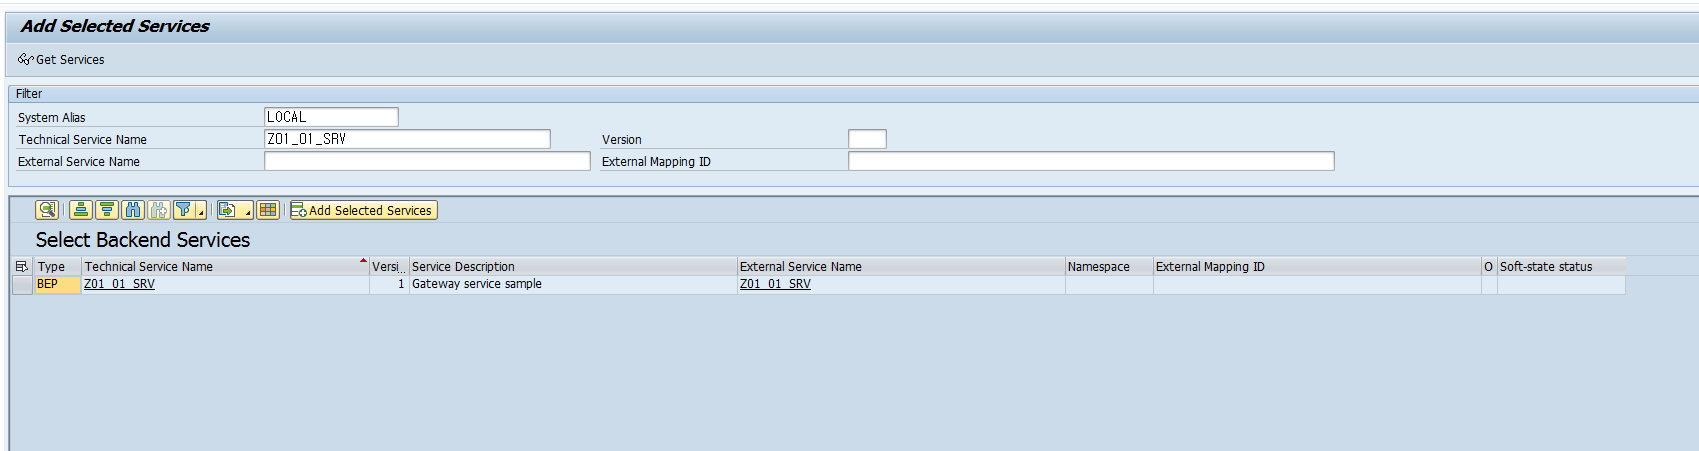 Add Selected Services
Get Services
Filter
System Alias LOCAL
Technical Service Name Z01_01_SRV Version
External Service Name External Mapping ID
Add Selected Services
Select Backend Services
Type Technical Service Name Versi.. Service Description External Service Name Namespace External Mapping ID O Soft-state status
BEP Z01_01_SRV 1 Gateway service sample Z01_01_SRV